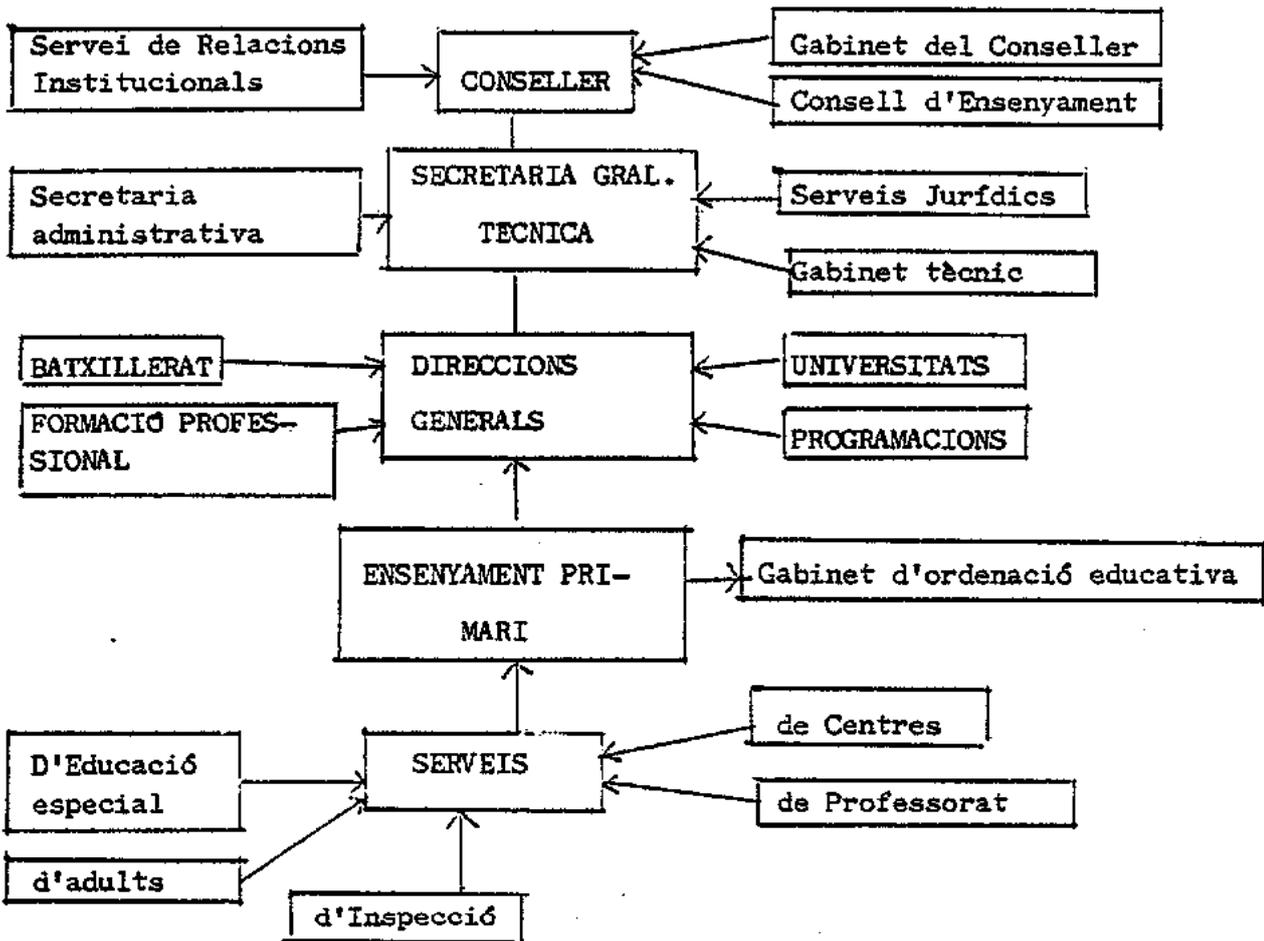 Servei de Relacions
Institucionals
CONSELLER
Gabinet del Conseller
Consell d'Ensenyament
Secretaria
administrativa
SECRETARIA GRAL.
TECNICA
Serveis Jurídics
Gabinet tècnic
BATXILLERAT
FORMACIÓ PROFES-
SIONAL
DIRECCIONS
GENERALS
UNIVERSITATS
PROGRAMACIONS
ENSENYAMENT PRI-
MARI
Gabinet d'ordenació educativa
D'Educació
especial
d'adults
SERVEIS
de Centres
de Professorat
d'Inspecció